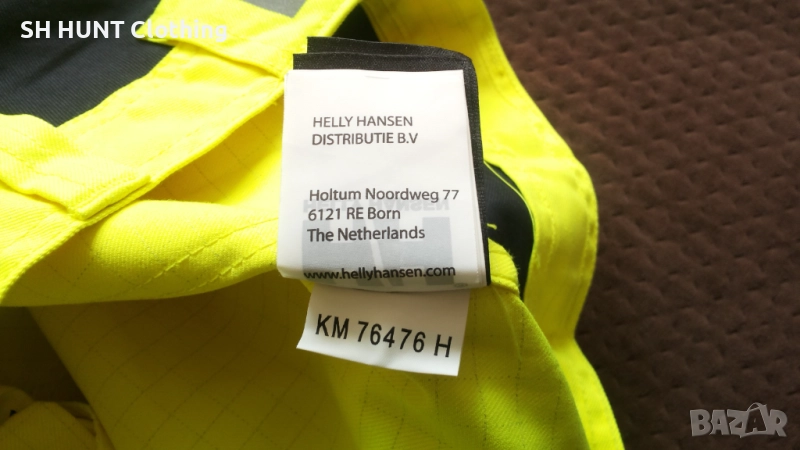 SH HUNT Clothing
HELLY HANSEN
DISTRIBUTIE B.V
Holtum Noordweg 77
6121 RE Born
The Netherlands
www.hellyhansen.com
KM 76476 H
BAZAR